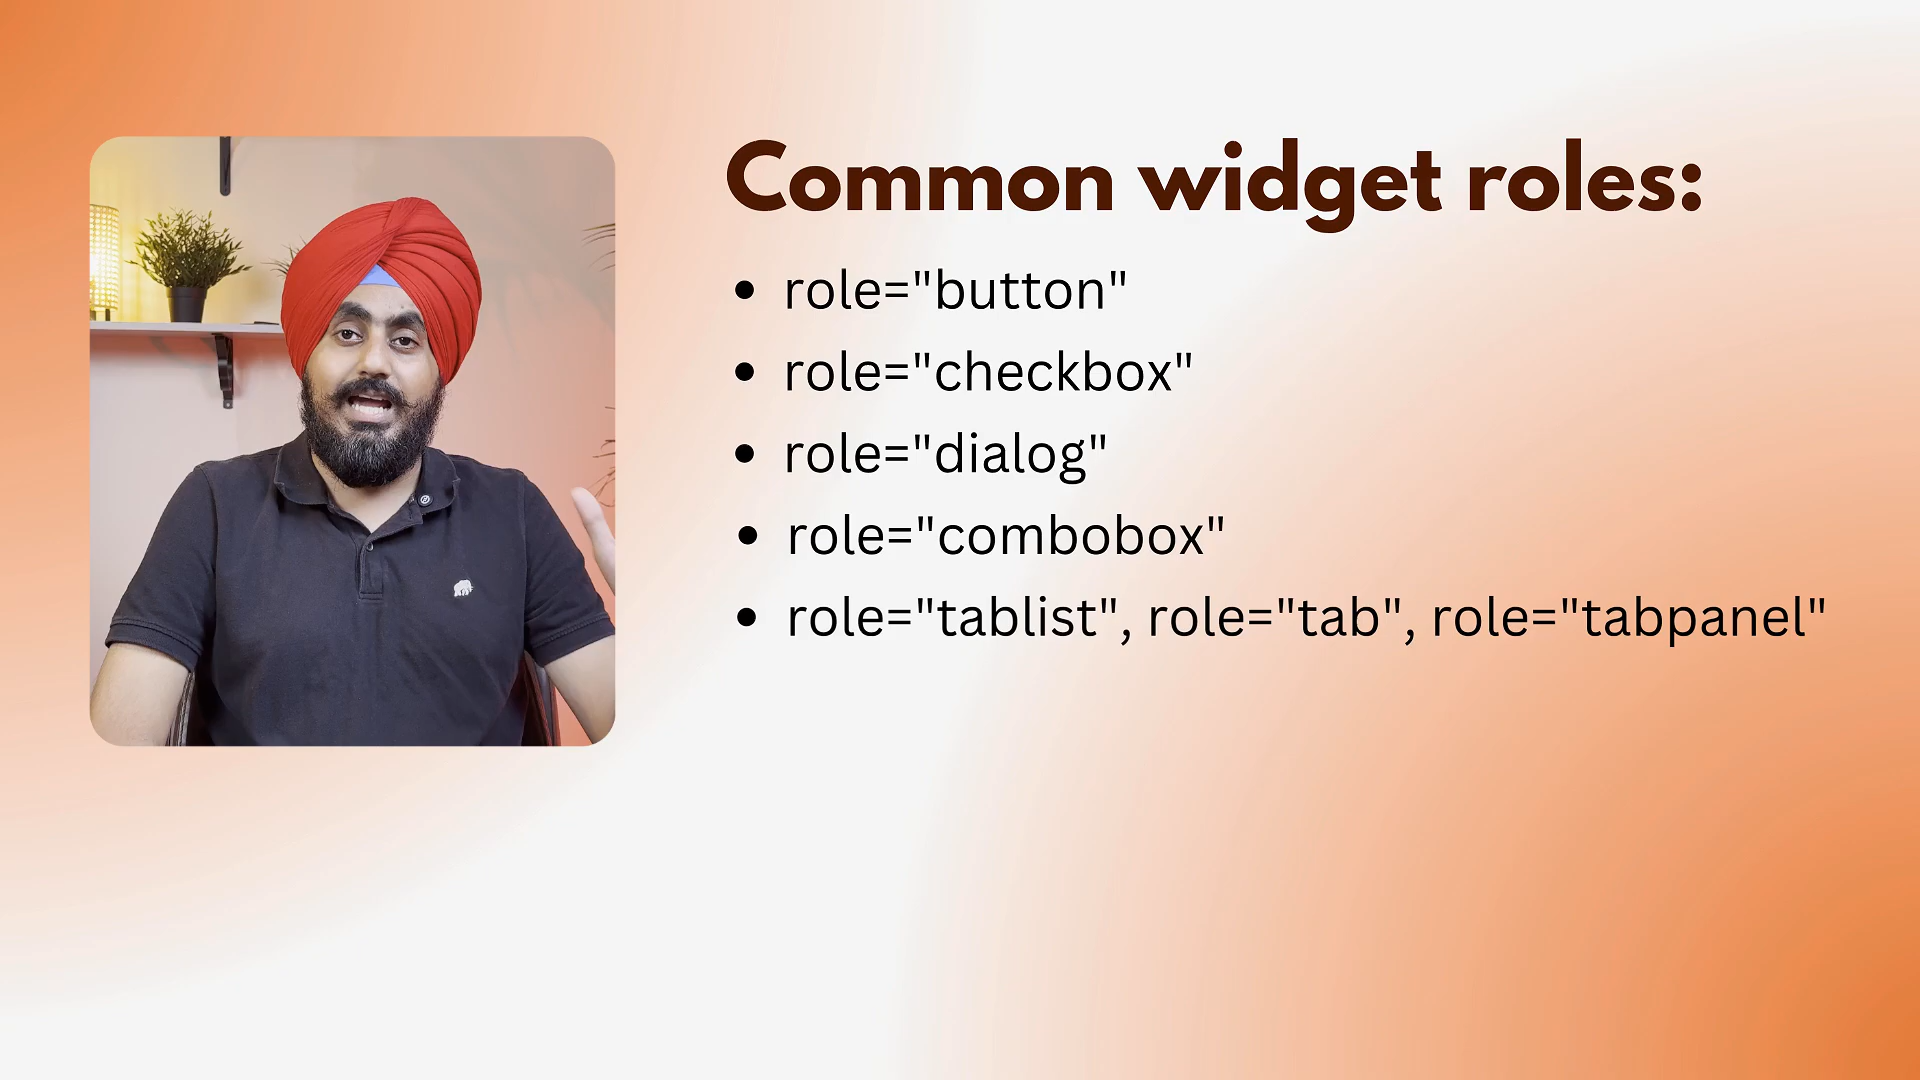 Common widget roles:
role="button"
role="checkbox"
role="dialog"
role="combobox"
role="tablist", role="tab", role="tabpanel"